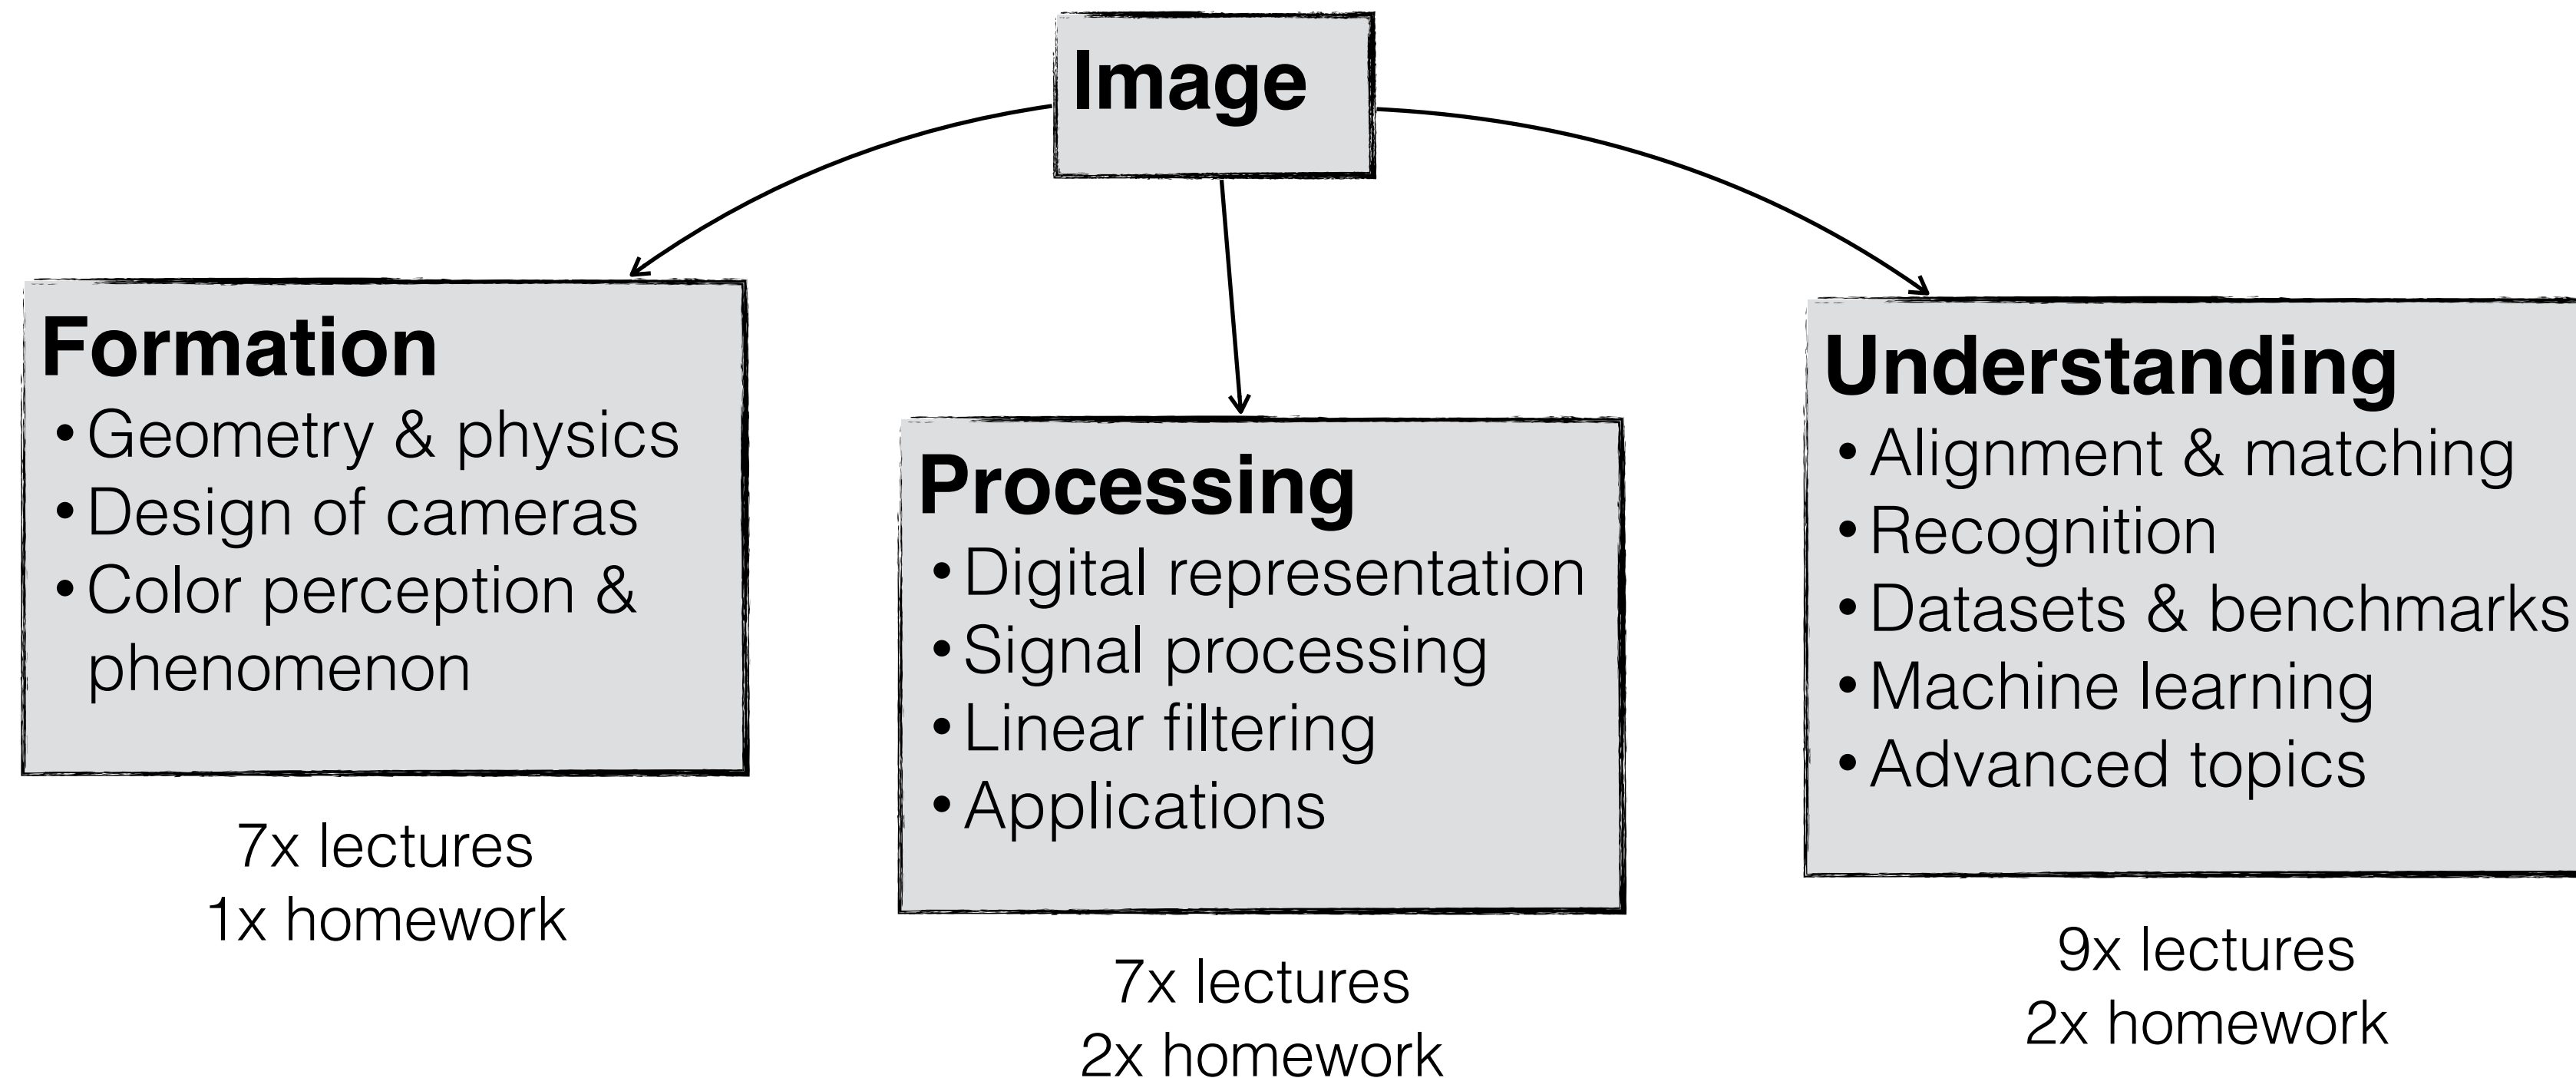 Image
Formation
• Geometry & physics
• Design of cameras
• Color perception &
phenomenon
7x lectures
1x homework
Processing
• Digital representation
• Signal processing
• Linear filtering
• Applications
7x lectures
2x homework
Understanding
• Alignment & matching
• Recognition
• Datasets & benchmarks
• Machine learning
• Advanced topics
9x lectures
2x homework